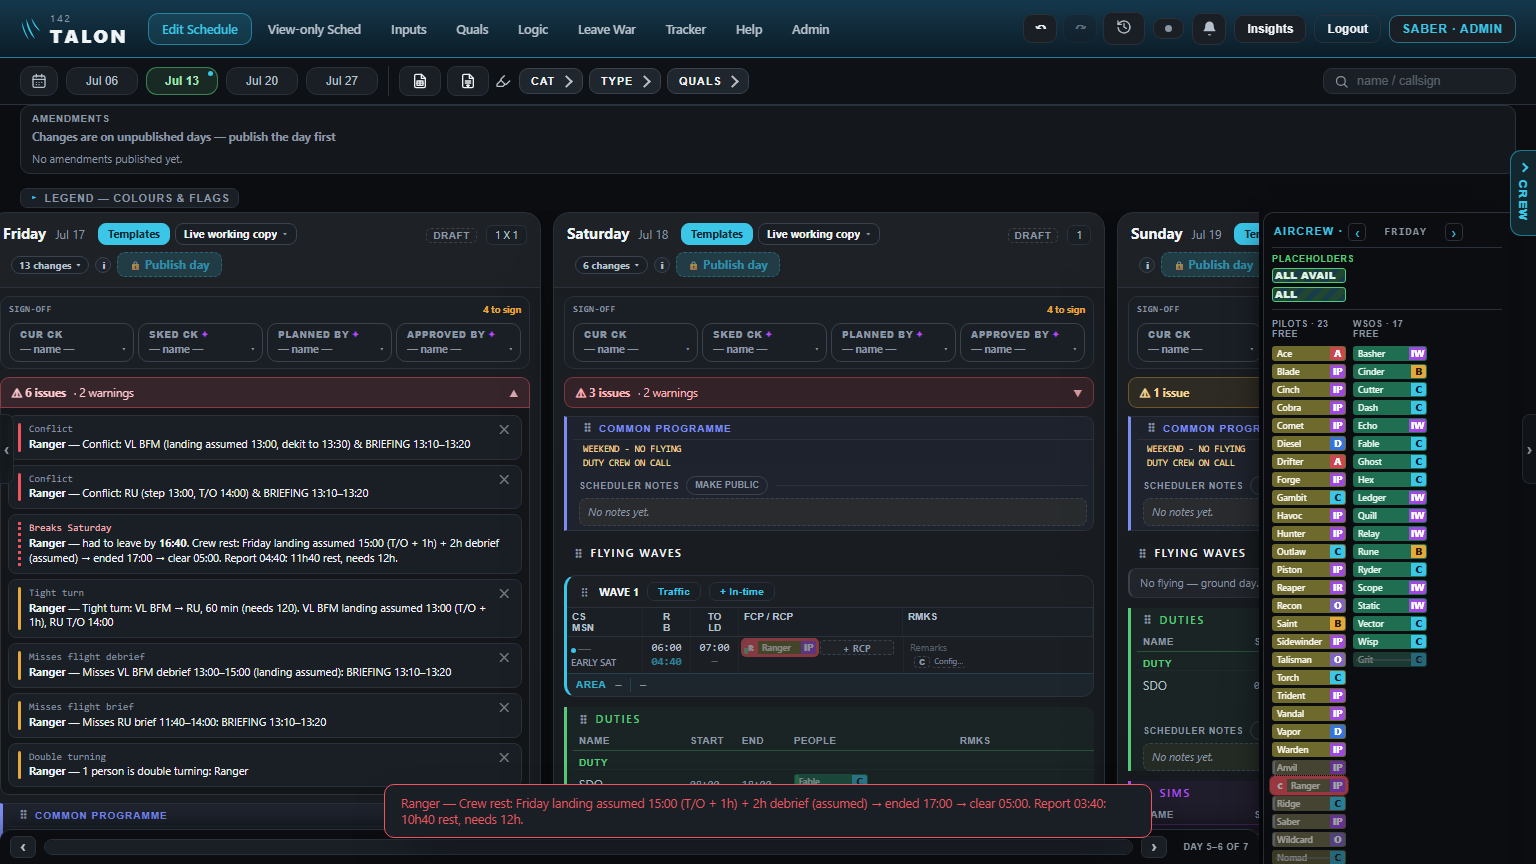 142
TALON
Edit Schedule
View-only Sched
Inputs
Quals
Logic
Leave War
Tracker
Help
Admin
Insights
Logout
SABER · ADMIN
Jul 06
Jul 13
Jul 20
Jul 27
CAT
TYPE
QUALS
name / callsign
AMENDMENTS
Changes are on unpublished days — publish the day first
No amendments published yet.
LEGEND — COLOURS & FLAGS
CREW
Friday Jul 17
Templates
Live working copy
DRAFT
1 X 1
13 changes
i
Publish day
SIGN-OFF
4 to sign
CUR CK
— name —
SKED CK
— name —
PLANNED BY
— name —
APPROVED BY
— name —
6 issues · 2 warnings
Conflict
Ranger — Conflict: VL BFM (landing assumed 13:00, dekit to 13:30) & BRIEFING 13:10–13:20
Conflict
Ranger — Conflict: RU (step 13:00, T/O 14:00) & BRIEFING 13:10–13:20
Breaks Saturday
Ranger — had to leave by 16:40. Crew rest: Friday landing assumed 15:00 (T/O + 1h) + 2h debrief
(assumed) → ended 17:00 → clear 05:00. Report 04:40: 11h40 rest, needs 12h.
Tight turn
Ranger — Tight turn: VL BFM → RU, 60 min (needs 120). VL BFM landing assumed 13:00 (T/O +
1h), RU T/O 14:00
Misses flight debrief
Ranger — Misses VL BFM debrief 13:00–15:00 (landing assumed): BRIEFING 13:10–13:20
Misses flight brief
Ranger — Misses RU brief 11:40–14:00: BRIEFING 13:10–13:20
Double turning
Ranger — 1 person is double turning: Ranger
COMMON PROGRAMME
Saturday Jul 18
Templates
Live working copy
DRAFT
1
6 changes
i
Publish day
SIGN-OFF
4 to sign
CUR CK
— name —
SKED CK
— name —
PLANNED BY
— name —
APPROVED BY
— name —
3 issues · 2 warnings
COMMON PROGRAMME
WEEKEND - NO FLYING
DUTY CREW ON CALL
SCHEDULER NOTES
MAKE PUBLIC
No notes yet.
FLYING WAVES
WAVE 1
Traffic
+ In-time
CS
MSN
R
B
TO
LD
FCP / RCP
RMKS
—
EARLY SAT
06:00
04:40
07:00
—
R Ranger IP
+ RCP
Remarks
C Config...
AREA – –
DUTIES
NAME
START
END
PEOPLE
RMKS
DUTY
SDO
Fable C
Sunday Jul 19
i
Publish day
SIGN-OFF
CUR CK
— name —
1 issue
WEEKEND - NO FLYING
DUTY CREW ON CALL
SCHEDULER NOTES
No notes yet.
FLYING WAVES
No flying — ground day.
DUTIES
NAME
DUTY
SDO
SCHEDULER NOTES
No notes yet.
SIMS
AIRCREW ·
FRIDAY
PLACEHOLDERS
ALL AVAIL
ALL
PILOTS · 23
FREE
WSOS · 17
FREE
Ace A
Blade IP
Cinch IP
Cobra IP
Comet IP
Diesel D
Drifter A
Forge IP
Gambit C
Havoc IP
Hunter IP
Outlaw C
Piston IP
Reaper IR
Recon O
Saint B
Sidewinder IP
Talisman O
Torch C
Trident IP
Vandal IP
Vapor D
Warden IP
Anvil IP
C Ranger IP
Ridge C
Saber IP
Wildcard O
Nomad C
Basher IW
Cinder B
Cutter C
Dash C
Echo IW
Fable C
Ghost C
Hex C
Ledger IW
Quill IW
Relay IW
Rune B
Ryder C
Scope IW
Static IW
Vector C
Wisp C
Grit C
Ranger — Crew rest: Friday landing assumed 15:00 (T/O + 1h) + 2h debrief (assumed) → ended 17:00 → clear 05:00. Report 03:40:
10h40 rest, needs 12h.
DAY 5–6 OF 7